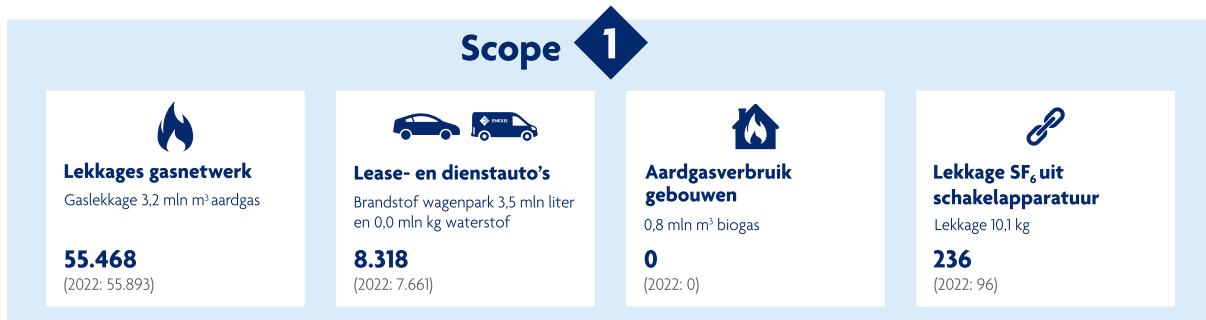 Scope 1
Lekkages gasnetwerk
Gaslekkage 3,2 mln m³ aardgas
55.468
(2022: 55.893)
ENEXIS
Lease- en dienstauto's
Brandstof wagenpark 3,5 mln liter
en 0,0 mln kg waterstof
8.318
(2022: 7.661)
Aardgasverbruik
gebouwen
0,8 mln m³ biogas
0
(2022: 0)
Lekkage SF₆ uit
schakelapparatuur
Lekkage 10,1 kg
236
(2022: 96)